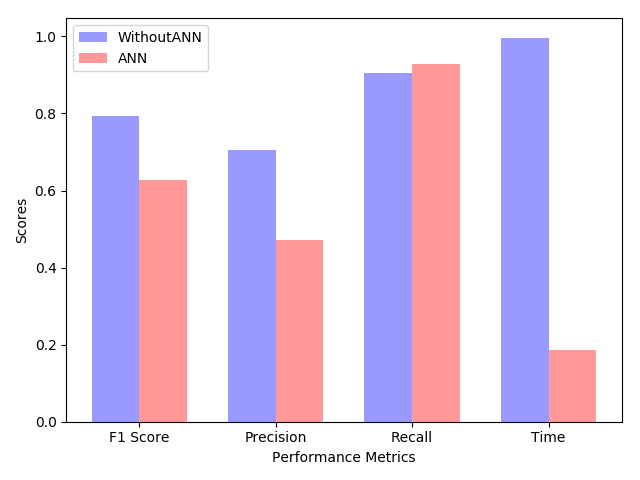 WithoutANN
ANN
1.0
0.8
0.6
0.4
0.2
0.0
Scores
F1 Score
Precision
Recall
Time
Performance Metrics